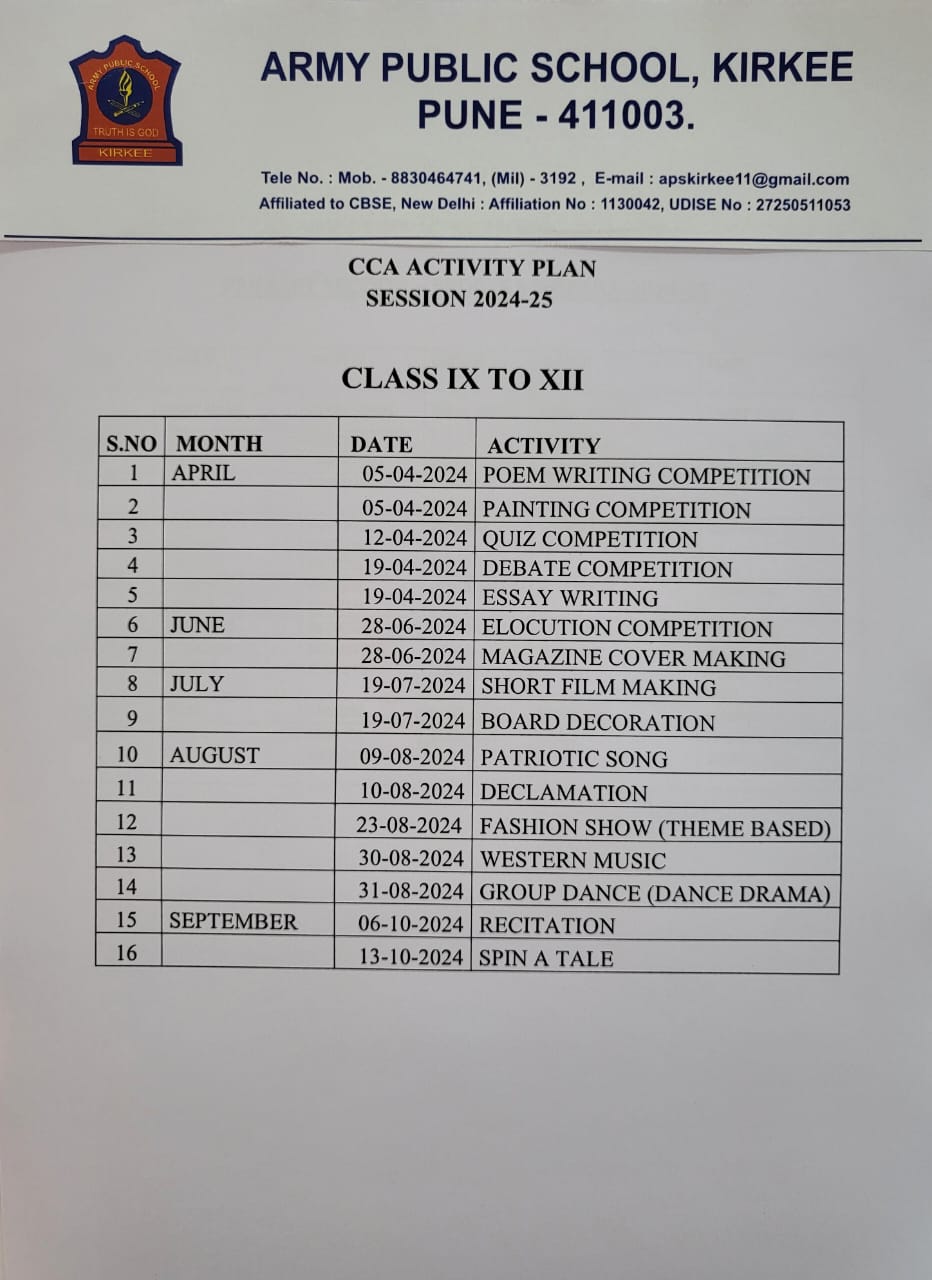 ARMY PUBLIC SCHOOL
TRUTH IS GOD
KIRKEE
ARMY PUBLIC SCHOOL, KIRKEE
PUNE - 411003.
Tele No. : Mob. - 8830464741, (Mil) - 3192 , E-mail : apskirkee11@gmail.com
Affiliated to CBSE, New Delhi : Affiliation No : 1130042, UDISE No : 27250511053
CCA ACTIVITY PLAN
SESSION 2024-25
CLASS IX TO XII
S.NO MONTH DATE ACTIVITY
1 APRIL 05-04-2024 POEM WRITING COMPETITION
2 05-04-2024 PAINTING COMPETITION
3 12-04-2024 QUIZ COMPETITION
4 19-04-2024 DEBATE COMPETITION
5 19-04-2024 ESSAY WRITING
6 JUNE 28-06-2024 ELOCUTION COMPETITION
7 28-06-2024 MAGAZINE COVER MAKING
8 JULY 19-07-2024 SHORT FILM MAKING
9 19-07-2024 BOARD DECORATION
10 AUGUST 09-08-2024 PATRIOTIC SONG
11 10-08-2024 DECLAMATION
12 23-08-2024 FASHION SHOW (THEME BASED)
13 30-08-2024 WESTERN MUSIC
14 31-08-2024 GROUP DANCE (DANCE DRAMA)
15 SEPTEMBER 06-10-2024 RECITATION
16 13-10-2024 SPIN A TALE